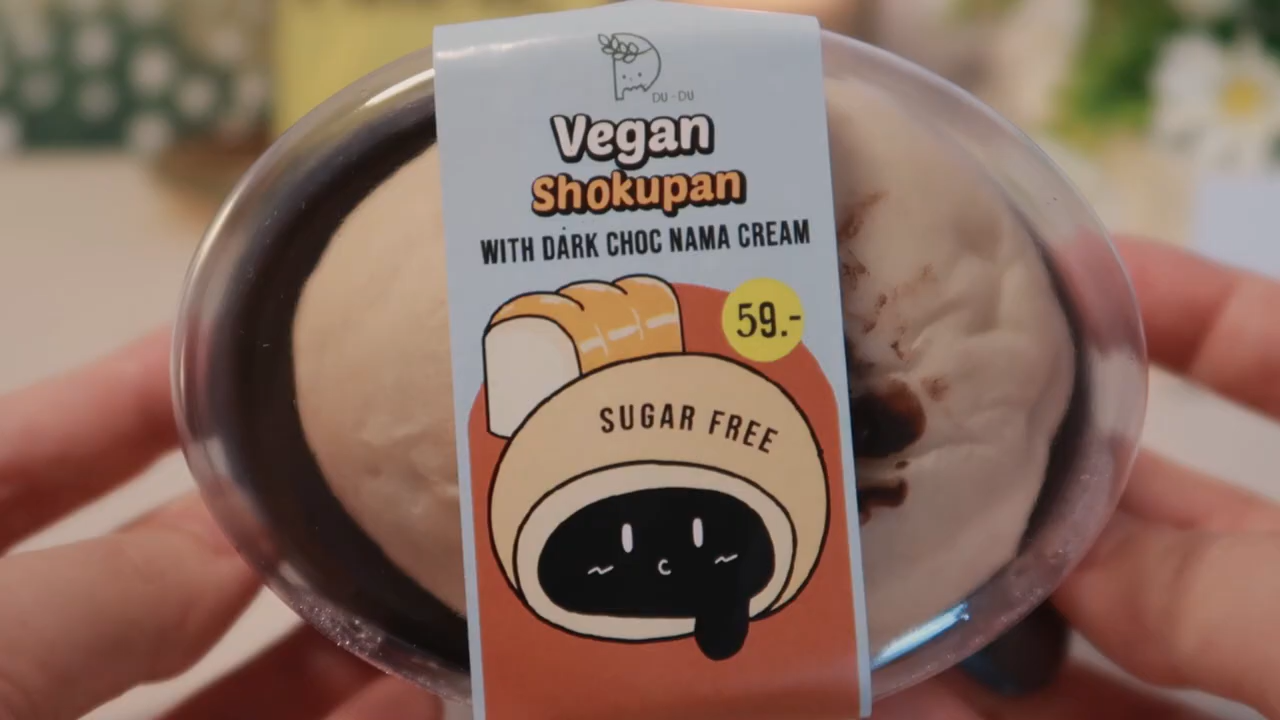 DU-DU
Vegan
Shokupan
WITH DARK CHOC NAMA CREAM
59.-
SUGAR FREE